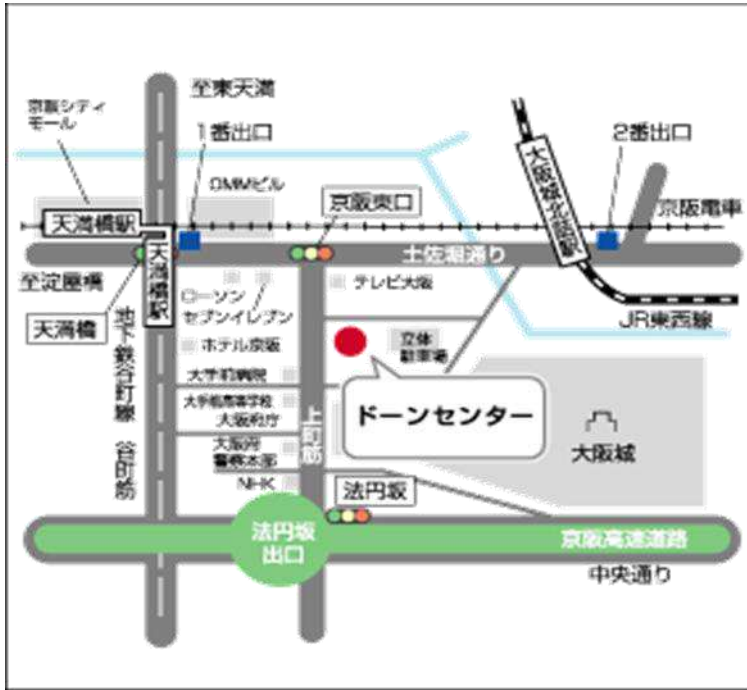 至東天満
京阪シティ
モール
1番出口
2番出口
OMMビル
京阪東口
大阪城北詰駅
京阪電車
天満橋駅
天満橋駅
土佐堀通り
至淀屋橋
天満橋
ローソン
セブンイレブン
テレビ大阪
JR東西線
ホテル京阪
立体
駐車場
大手前病院
大手前高等学校
大阪府庁
大阪府
警察本部
NHK
地下鉄谷町線 谷町筋
上町筋
ドーンセンター
大阪城
法円坂
法円坂
出口
京阪高速道路
中央通り